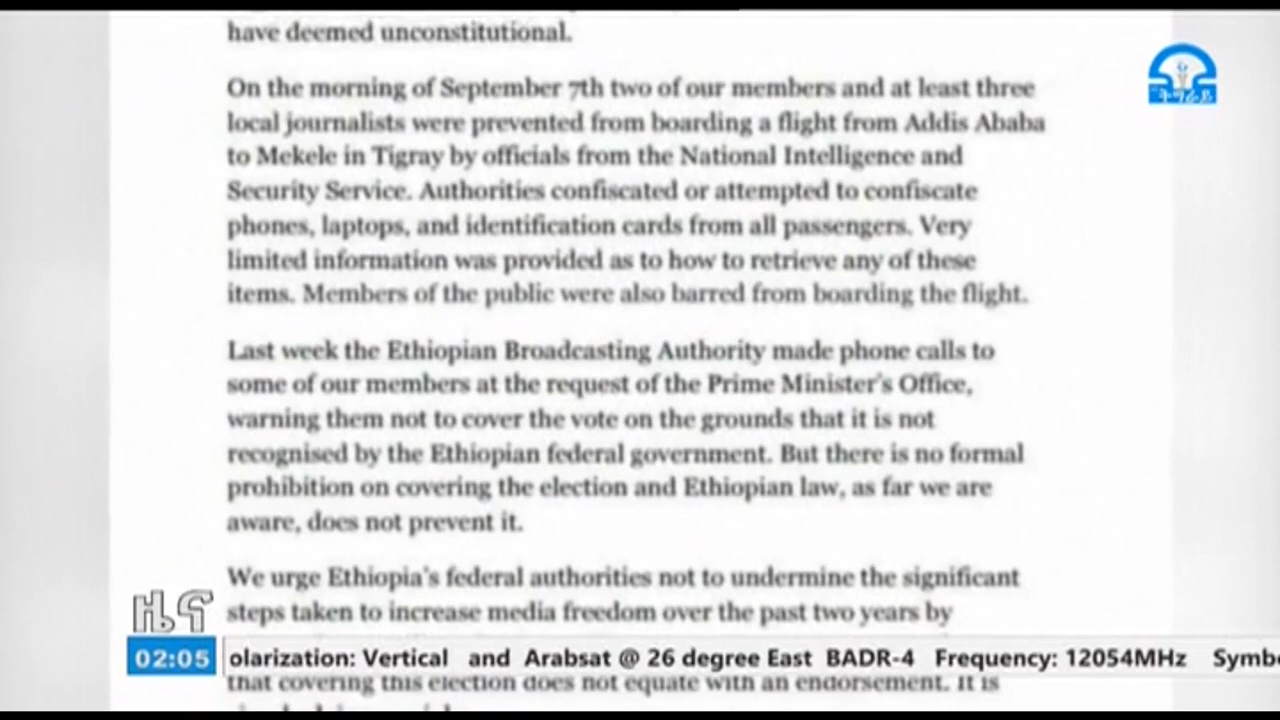 have deemed unconstitutional.
On the morning of September 7th two of our members and at least three
local journalists were prevented from boarding a flight from Addis Ababa
to Mekele in Tigray by officials from the National Intelligence and
Security Service. Authorities confiscated or attempted to confiscate
phones, laptops, and identification cards from all passengers. Very
limited information was provided as to how to retrieve any of these
items. Members of the public were also barred from boarding the flight.
Last week the Ethiopian Broadcasting Authority made phone calls to
some of our members at the request of the Prime Minister's Office,
warning them not to cover the vote on the grounds that it is not
recognised by the Ethiopian federal government. But there is no formal
prohibition on covering the election and Ethiopian law, as far we are
aware, does not prevent it.
We urge Ethiopia's federal authorities not to undermine the significant
steps taken to increase media freedom over the past two years by
that covering this election does not equate with an endorsement. It is
ትግራይ
ዜና
02:05
olarization: Vertical and Arabsat @ 26 degree East BADR-4 Frequency: 12054MHz Symb